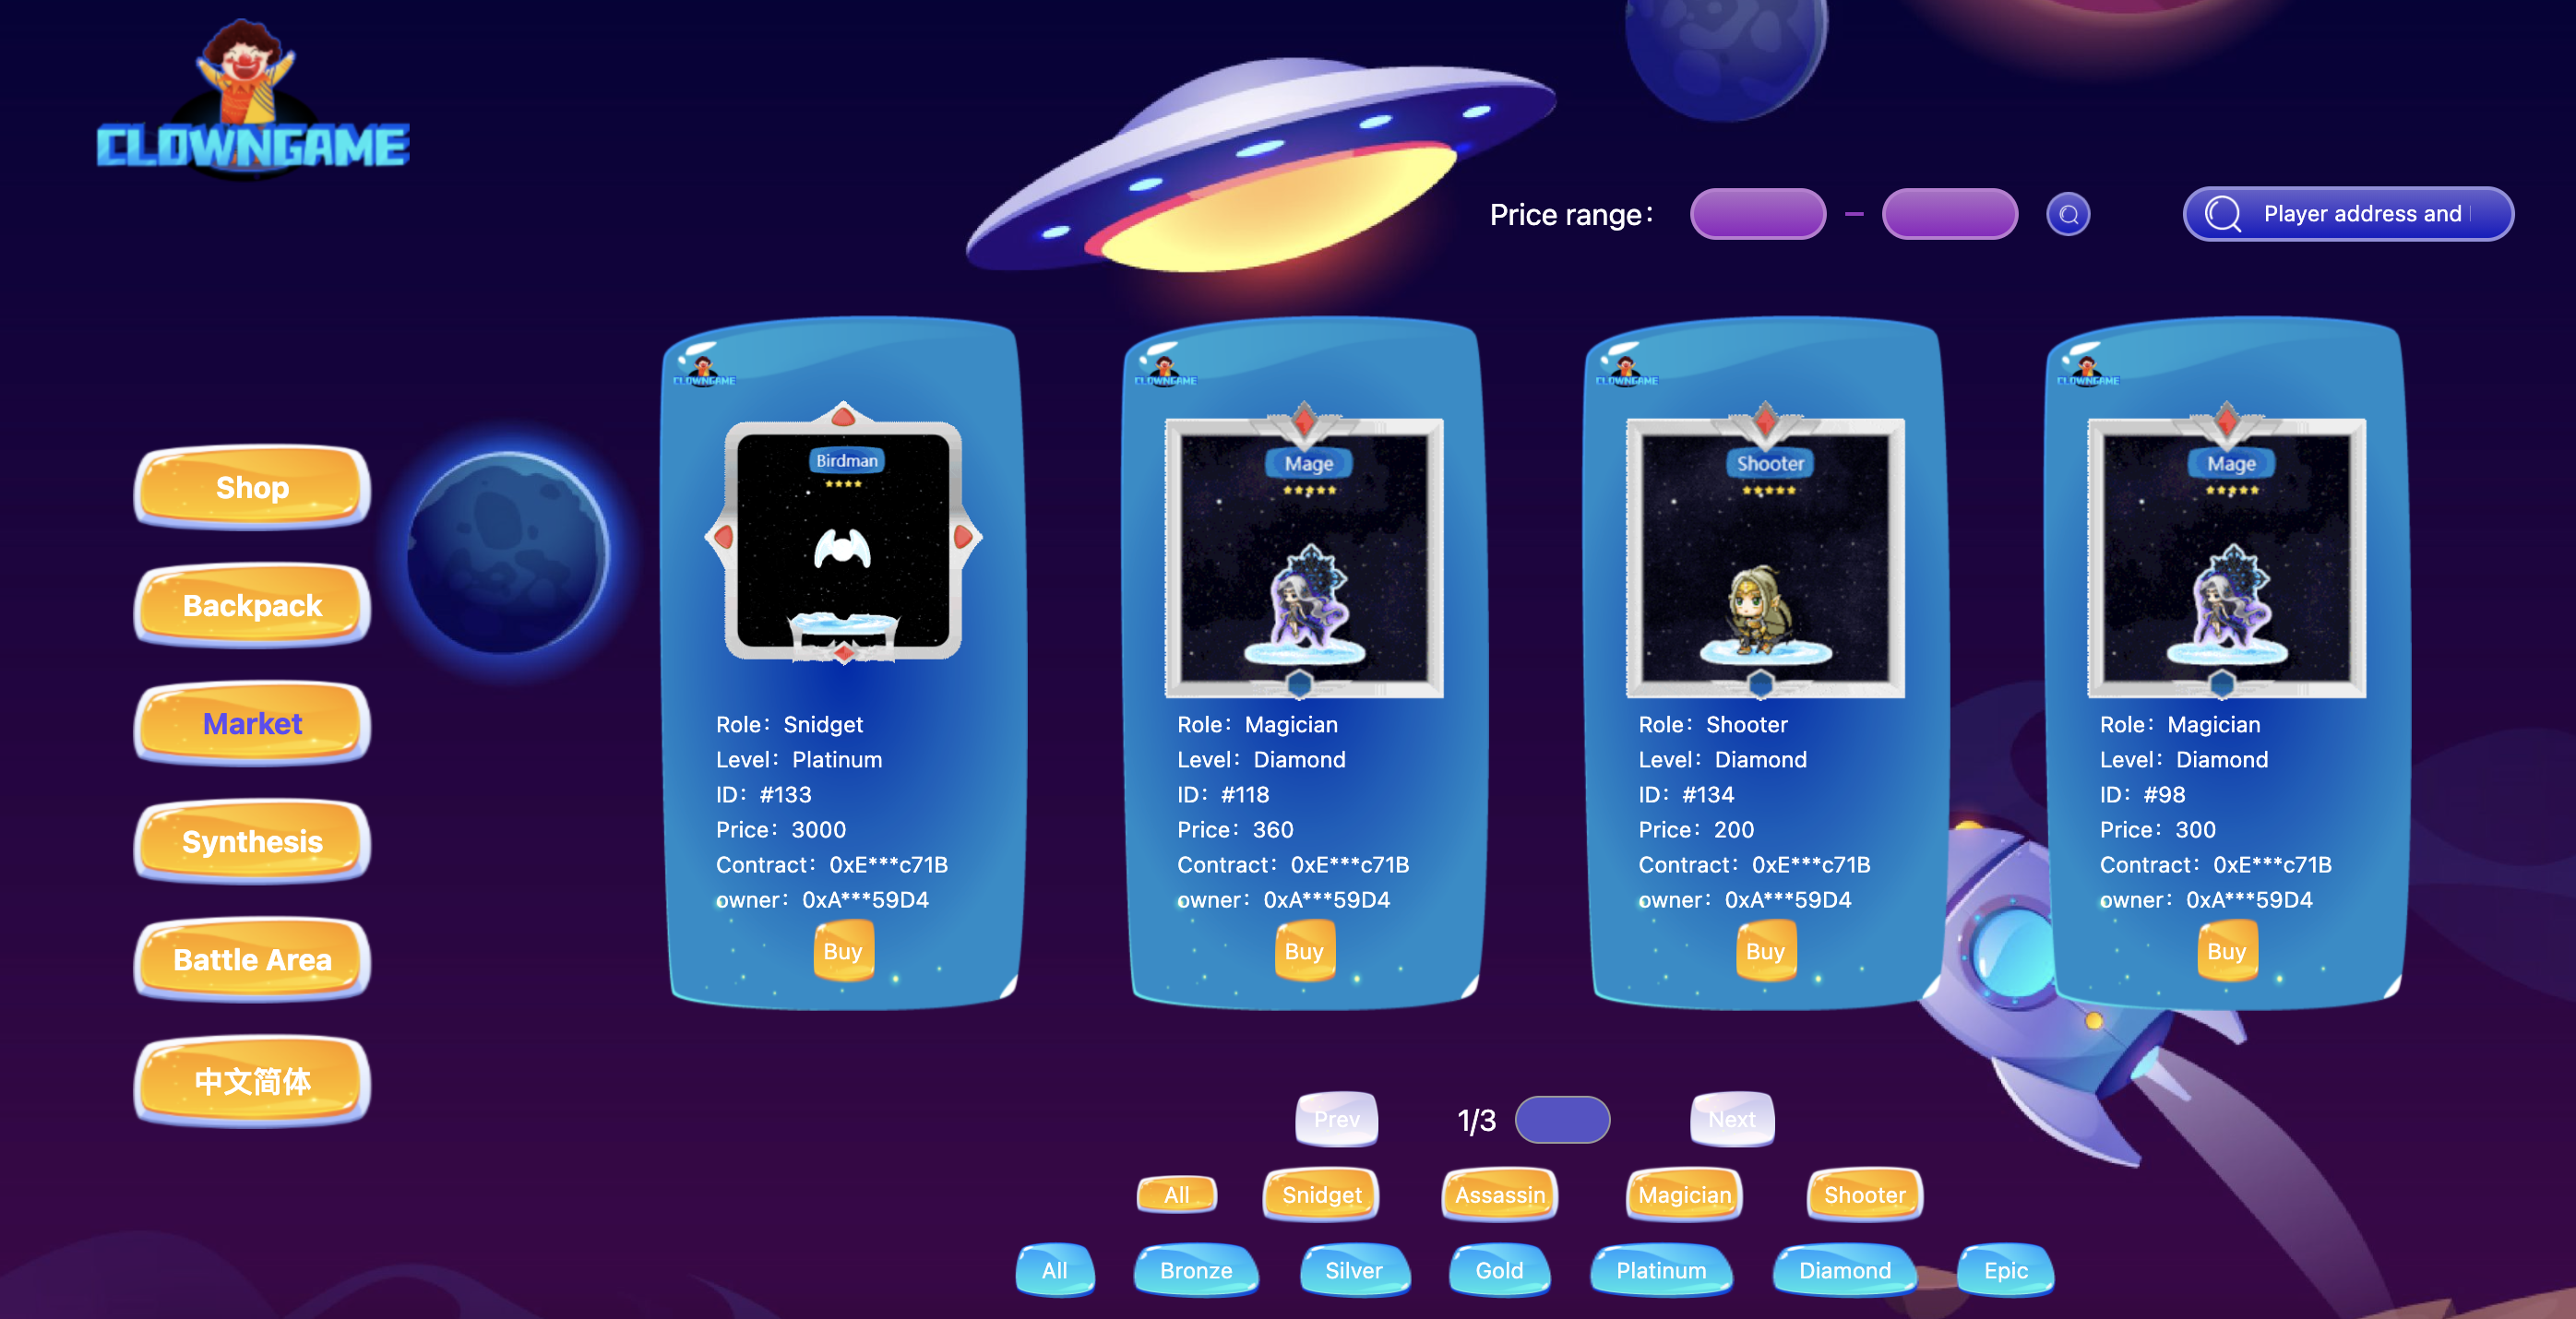 CLOWNGAME
Price range：
–
Player address and
Shop
Backpack
Market
Synthesis
Battle Area
中文简体
CLOWNGAME
Birdman
Role：Snidget
Level：Platinum
ID：#133
Price：3000
Contract：0xE***c71B
owner：0xA***59D4
Buy
CLOWNGAME
Mage
Role：Magician
Level：Diamond
ID：#118
Price：360
Contract：0xE***c71B
owner：0xA***59D4
Buy
CLOWNGAME
Shooter
Role：Shooter
Level：Diamond
ID：#134
Price：200
Contract：0xE***c71B
owner：0xA***59D4
Buy
CLOWNGAME
Mage
Role：Magician
Level：Diamond
ID：#98
Price：300
Contract：0xE***c71B
owner：0xA***59D4
Buy
Prev 1/3 Next
All Snidget Assassin Magician Shooter
All Bronze Silver Gold Platinum Diamond Epic